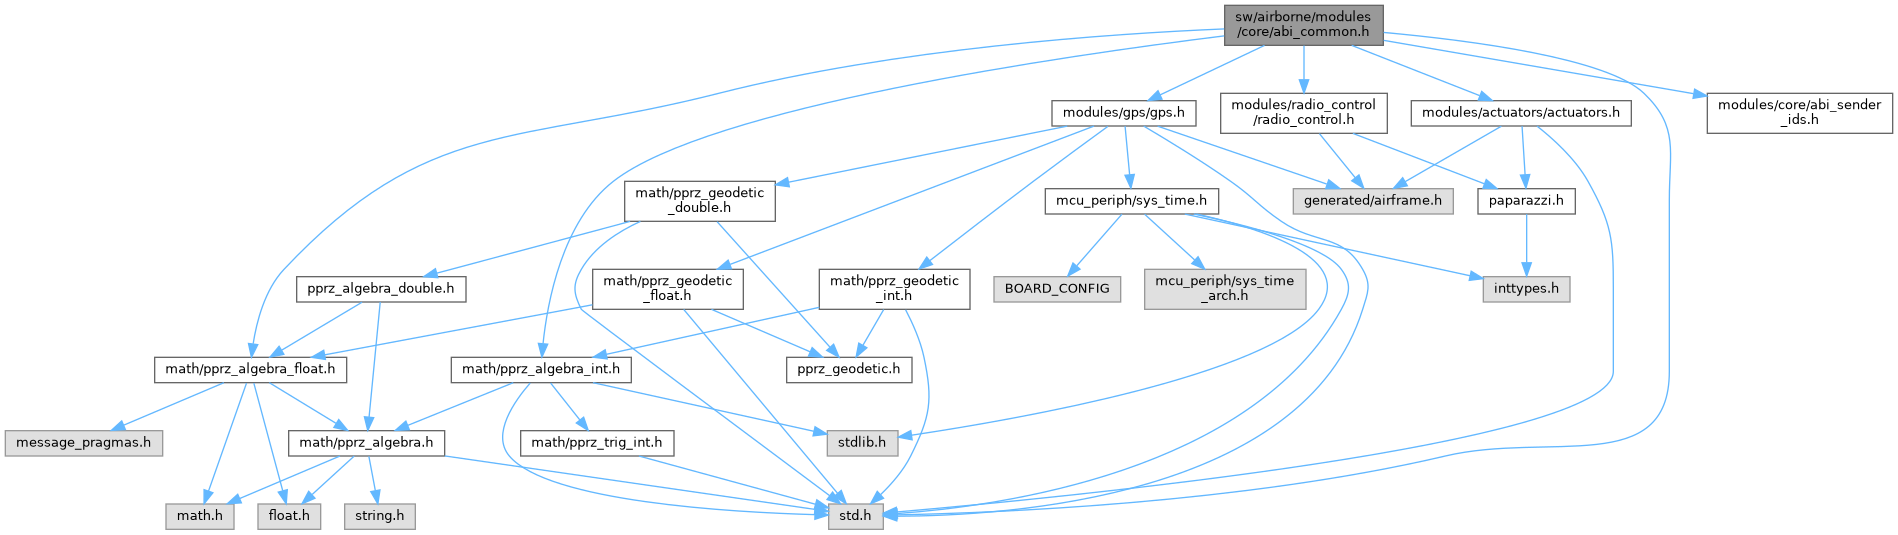 sw/airborne/modules
/core/abi_common.h
modules/gps/gps.h
modules/radio_control
/radio_control.h
modules/actuators/actuators.h
modules/core/abi_sender
_ids.h
math/pprz_geodetic
_double.h
mcu_periph/sys_time.h
generated/airframe.h
paparazzi.h
pprz_algebra_double.h
math/pprz_geodetic
_float.h
math/pprz_geodetic
_int.h
BOARD_CONFIG
mcu_periph/sys_time
_arch.h
inttypes.h
math/pprz_algebra_float.h
math/pprz_algebra_int.h
pprz_geodetic.h
message_pragmas.h
math/pprz_algebra.h
math/pprz_trig_int.h
stdlib.h
math.h
float.h
string.h
std.h